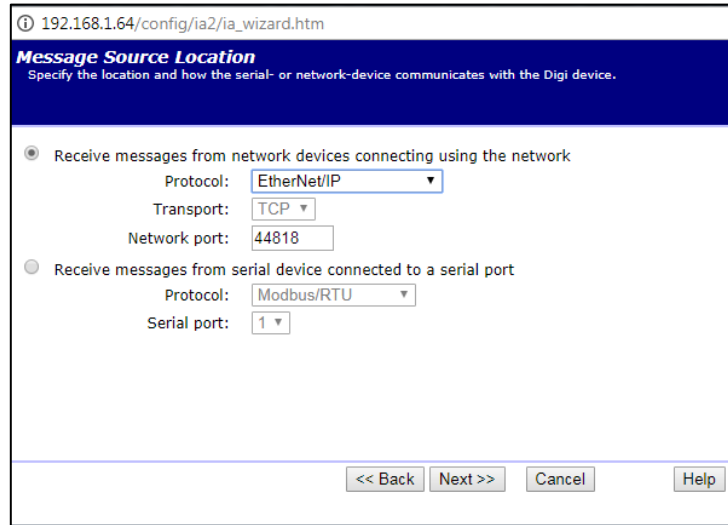 192.168.1.64/config/ia2/ia_wizard.htm
Message Source Location
Specify the location and how the serial- or network-device communicates with the Digi device.
Receive messages from network devices connecting using the network
Protocol: EtherNet/IP
Transport: TCP
Network port: 44818
Receive messages from serial device connected to a serial port
Protocol: Modbus/RTU
Serial port: 1
<< Back Next >> Cancel Help